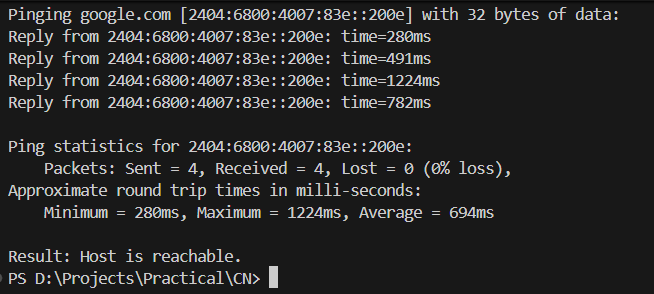 Pinging google.com [2404:6800:4007:83e::200e] with 32 bytes of data:
Reply from 2404:6800:4007:83e::200e: time=280ms
Reply from 2404:6800:4007:83e::200e: time=491ms
Reply from 2404:6800:4007:83e::200e: time=1224ms
Reply from 2404:6800:4007:83e::200e: time=782ms

Ping statistics for 2404:6800:4007:83e::200e:
    Packets: Sent = 4, Received = 4, Lost = 0 (0% loss),
Approximate round trip times in milli-seconds:
    Minimum = 280ms, Maximum = 1224ms, Average = 694ms

Result: Host is reachable.
PS D:\Projects\Practical\CN>